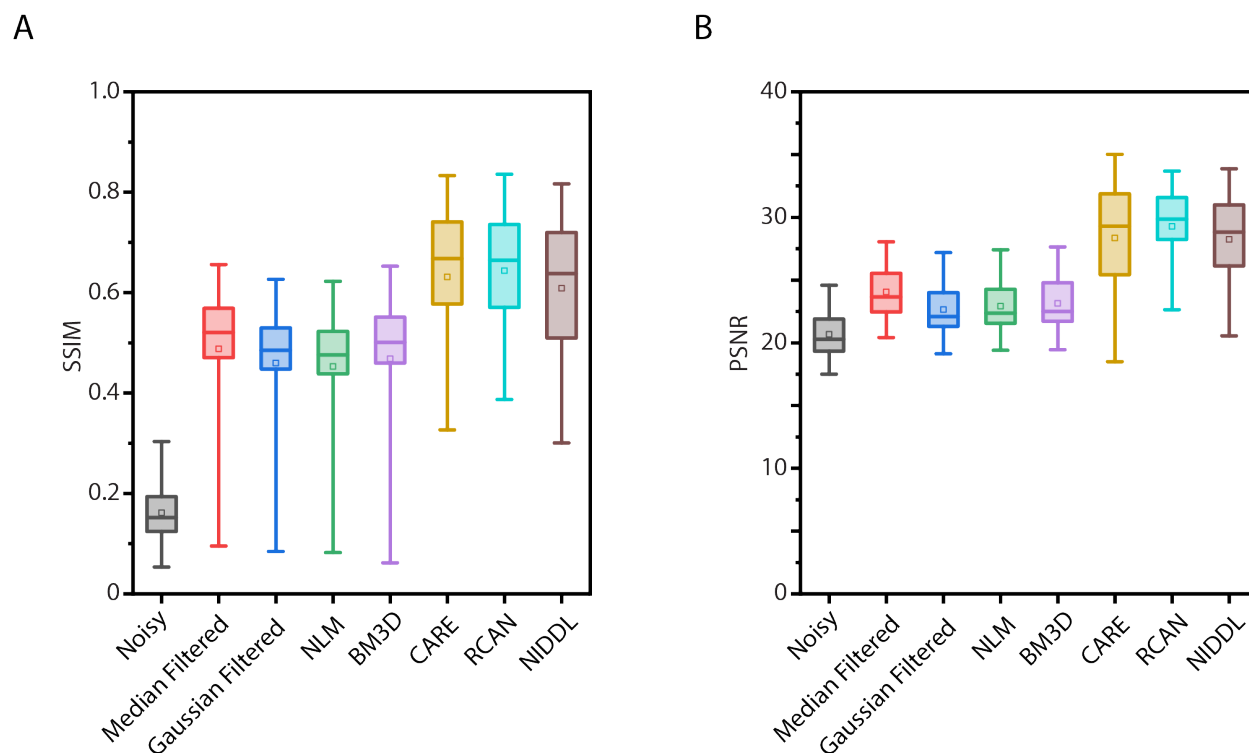 A
SSIM
1.0
0.8
0.6
0.4
0.2
0
Noisy
Median Filtered
Gaussian Filtered
NLM
BM3D
CARE
RCAN
NIDDL
B
PSNR
40
30
20
10
0
Noisy
Median Filtered
Gaussian Filtered
NLM
BM3D
CARE
RCAN
NIDDL